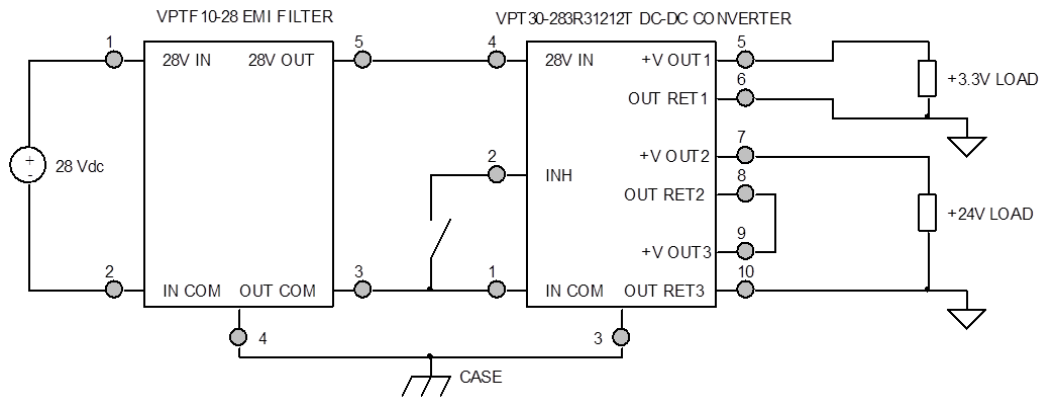 VPTF10-28 EMI FILTER
VPT30-283R31212T DC-DC CONVERTER
1
5
4
5
28V IN
28V OUT
28V IN
+V OUT1
6
+3.3V LOAD
OUT RET1
7
2
+V OUT2
+
-
28 Vdc
INH
8
OUT RET2
+24V LOAD
9
+V OUT3
2
3
1
10
IN COM
OUT COM
IN COM
OUT RET3
4
3
CASE